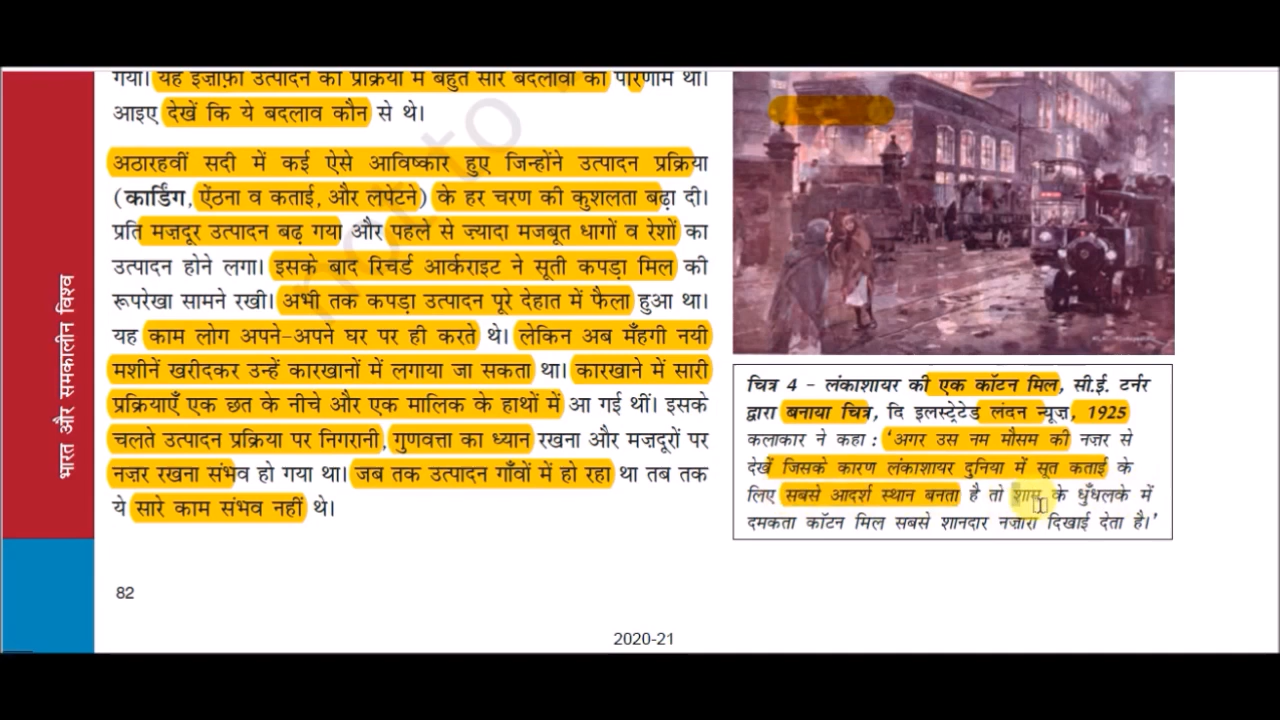 गया। यह इज़ाफ़ा उत्पादन की प्रक्रिया में बहुत सारे बदलावों का परिणाम था।
आइए देखें कि ये बदलाव कौन से थे।
अठारहवीं सदी में कई ऐसे आविष्कार हुए जिन्होंने उत्पादन प्रक्रिया
(कार्डिंग, ऐंठना व कताई, और लपेटने) के हर चरण की कुशलता बढ़ा दी।
प्रति मज़दूर उत्पादन बढ़ गया और पहले से ज़्यादा मजबूत धागों व रेशों का
उत्पादन होने लगा। इसके बाद रिचर्ड आर्कराइट ने सूती कपड़ा मिल की
रूपरेखा सामने रखी। अभी तक कपड़ा उत्पादन पूरे देहात में फैला हुआ था।
यह काम लोग अपने-अपने घर पर ही करते थे। लेकिन अब मँहगी नयी
मशीनें खरीदकर उन्हें कारखानों में लगाया जा सकता था। कारखाने में सारी
प्रक्रियाएँ एक छत के नीचे और एक मालिक के हाथों में आ गई थीं। इसके
चलते उत्पादन प्रक्रिया पर निगरानी, गुणवत्ता का ध्यान रखना और मज़दूरों पर
नज़र रखना संभव हो गया था। जब तक उत्पादन गाँवों में हो रहा था तब तक
ये सारे काम संभव नहीं थे।
चित्र 4 – लंकाशायर की एक कॉटन मिल, सी.ई. टर्नर
द्वारा बनाया चित्र, दि इलस्ट्रेटेड लंदन न्यूज़, 1925
कलाकार ने कहा : 'अगर उस नम मौसम की नज़र से
देखें जिसके कारण लंकाशायर दुनिया में सूत कताई के
लिए सबसे आदर्श स्थान बनता है तो शाम के धुँधलके में
दमकता कॉटन मिल सबसे शानदार नज़ारा दिखाई देता है।'
भारत और समकालीन विश्व
82
2020-21